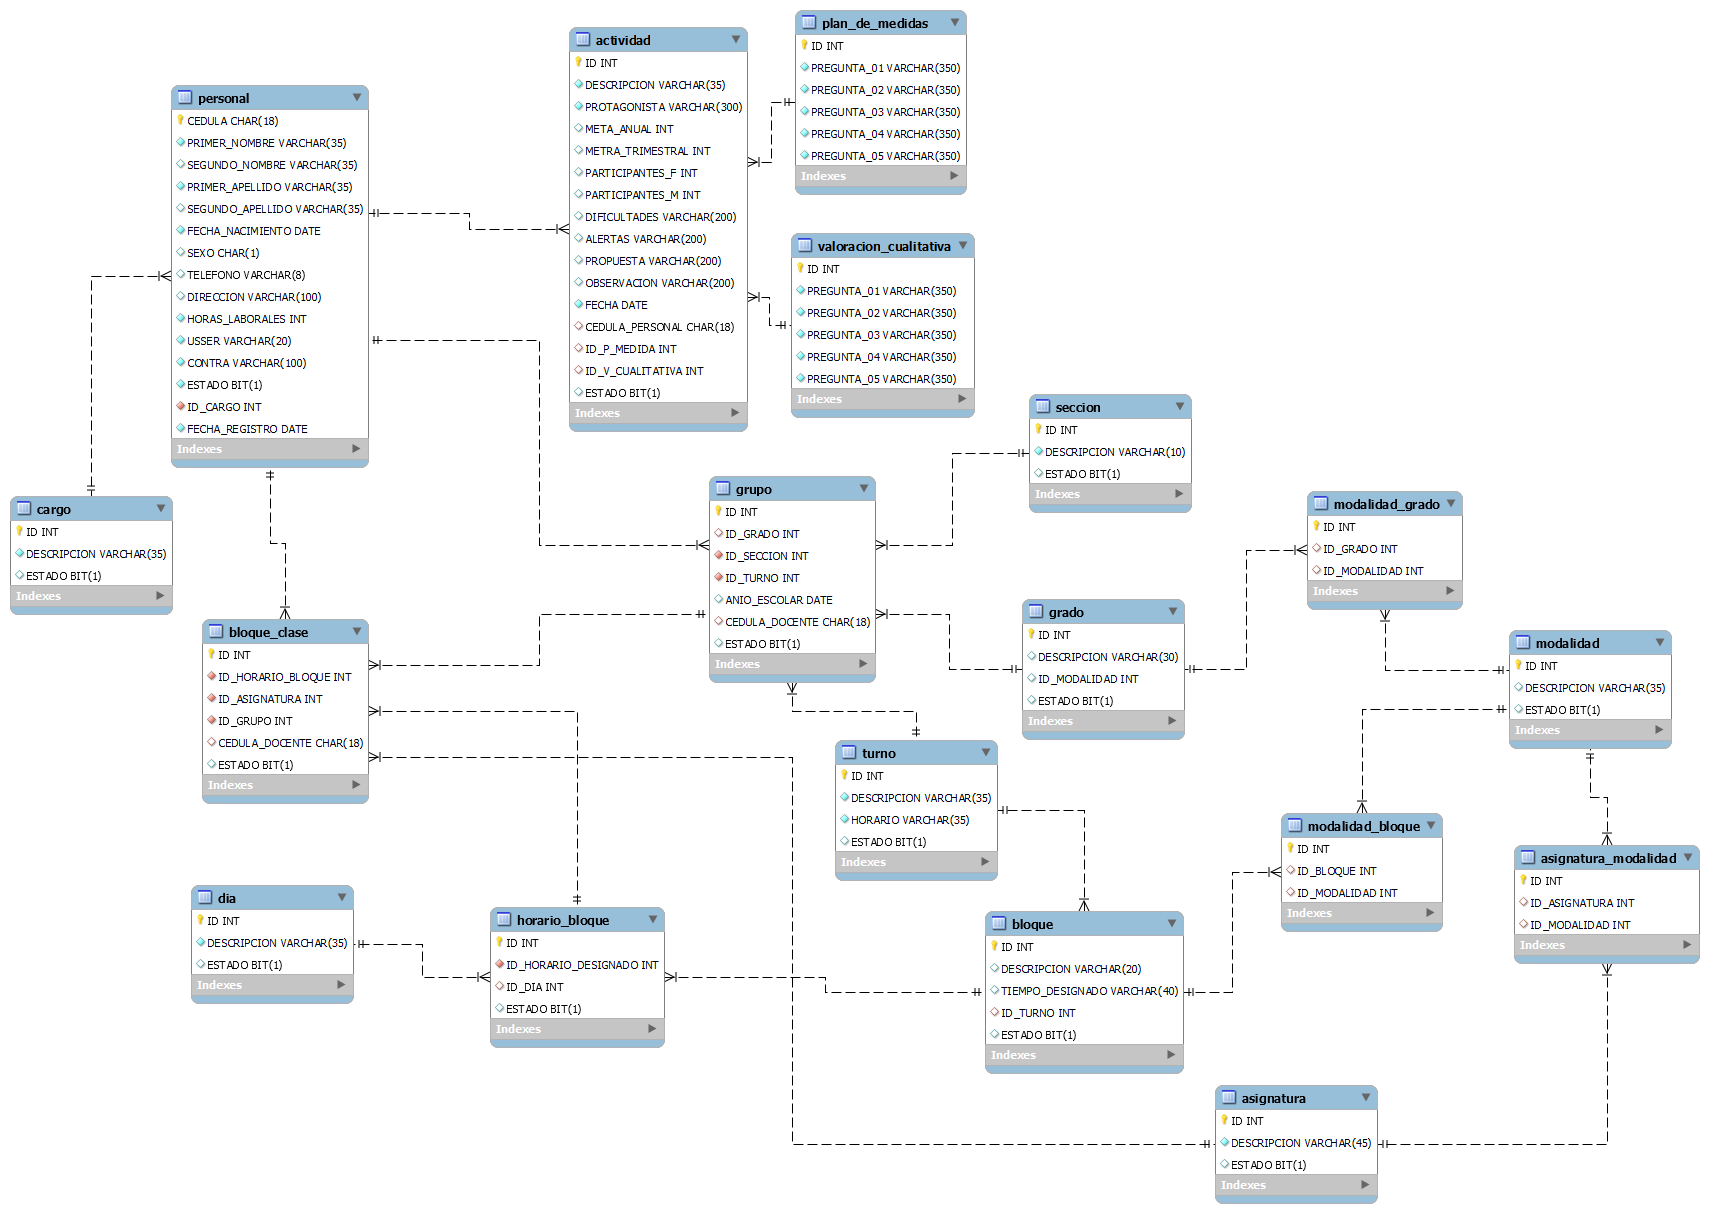 plan_de_medidas
ID INT
PREGUNTA_01 VARCHAR(350)
PREGUNTA_02 VARCHAR(350)
PREGUNTA_03 VARCHAR(350)
PREGUNTA_04 VARCHAR(350)
PREGUNTA_05 VARCHAR(350)
Indexes
actividad
ID INT
DESCRIPCION VARCHAR(35)
PROTAGONISTA VARCHAR(300)
META_ANUAL INT
METRA_TRIMESTRAL INT
PARTICIPANTES_F INT
PARTICIPANTES_M INT
DIFICULTADES VARCHAR(200)
ALERTAS VARCHAR(200)
PROPUESTA VARCHAR(200)
OBSERVACION VARCHAR(200)
FECHA DATE
CEDULA_PERSONAL CHAR(18)
ID_P_MEDIDA INT
ID_V_CUALITATIVA INT
ESTADO BIT(1)
Indexes
personal
CEDULA CHAR(18)
PRIMER_NOMBRE VARCHAR(35)
SEGUNDO_NOMBRE VARCHAR(35)
PRIMER_APELLIDO VARCHAR(35)
SEGUNDO_APELLIDO VARCHAR(35)
FECHA_NACIMIENTO DATE
SEXO CHAR(1)
TELEFONO VARCHAR(8)
DIRECCION VARCHAR(100)
HORAS_LABORALES INT
USSER VARCHAR(20)
CONTRA VARCHAR(100)
ESTADO BIT(1)
ID_CARGO INT
FECHA_REGISTRO DATE
Indexes
valoracion_cualitativa
ID INT
PREGUNTA_01 VARCHAR(350)
PREGUNTA_02 VARCHAR(350)
PREGUNTA_03 VARCHAR(350)
PREGUNTA_04 VARCHAR(350)
PREGUNTA_05 VARCHAR(350)
Indexes
seccion
ID INT
DESCRIPCION VARCHAR(10)
ESTADO BIT(1)
Indexes
grupo
ID INT
ID_GRADO INT
ID_SECCION INT
ID_TURNO INT
ANIO_ESCOLAR DATE
CEDULA_DOCENTE CHAR(18)
ESTADO BIT(1)
Indexes
modalidad_grado
ID INT
ID_GRADO INT
ID_MODALIDAD INT
Indexes
cargo
ID INT
DESCRIPCION VARCHAR(35)
ESTADO BIT(1)
Indexes
grado
ID INT
DESCRIPCION VARCHAR(30)
ID_MODALIDAD INT
ESTADO BIT(1)
Indexes
bloque_clase
ID INT
ID_HORARIO_BLOQUE INT
ID_ASIGNATURA INT
ID_GRUPO INT
CEDULA_DOCENTE CHAR(18)
ESTADO BIT(1)
Indexes
modalidad
ID INT
DESCRIPCION VARCHAR(35)
ESTADO BIT(1)
Indexes
turno
ID INT
DESCRIPCION VARCHAR(35)
HORARIO VARCHAR(35)
ESTADO BIT(1)
Indexes
modalidad_bloque
ID INT
ID_BLOQUE INT
ID_MODALIDAD INT
Indexes
asignatura_modalidad
ID INT
ID_ASIGNATURA INT
ID_MODALIDAD INT
Indexes
dia
ID INT
DESCRIPCION VARCHAR(35)
ESTADO BIT(1)
Indexes
horario_bloque
ID INT
ID_HORARIO_DESIGNADO INT
ID_DIA INT
ESTADO BIT(1)
Indexes
bloque
ID INT
DESCRIPCION VARCHAR(20)
TIEMPO_DESIGNADO VARCHAR(40)
ID_TURNO INT
ESTADO BIT(1)
Indexes
asignatura
ID INT
DESCRIPCION VARCHAR(45)
ESTADO BIT(1)
Indexes